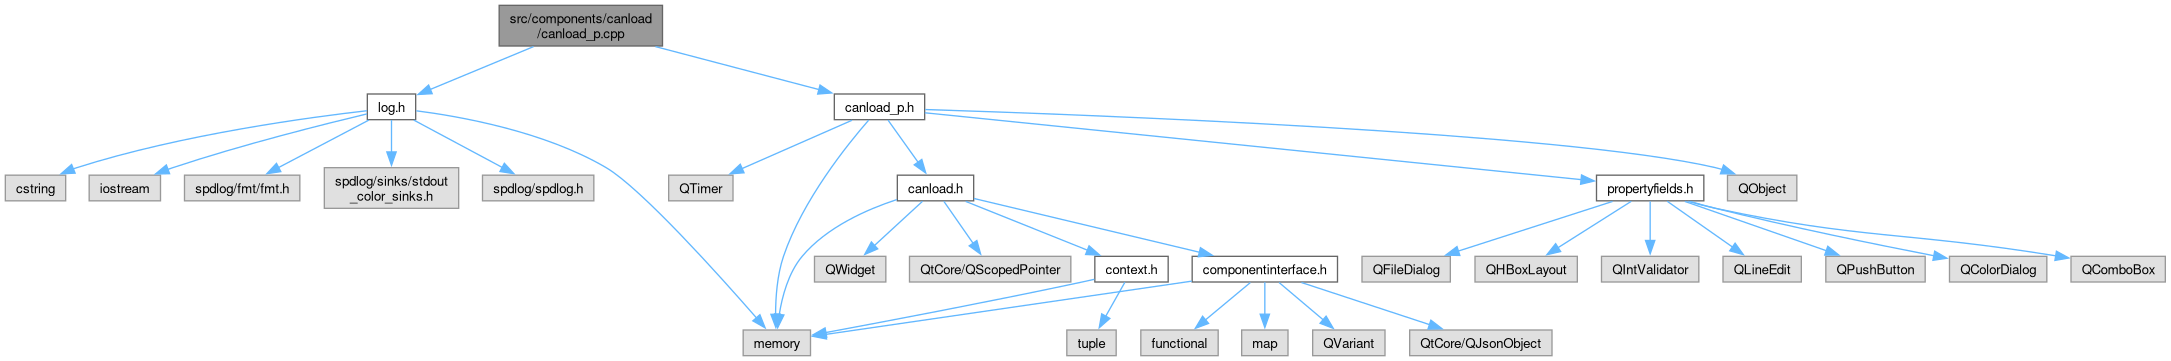 src/components/canload
/canload_p.cpp
log.h
canload_p.h
cstring
iostream
spdlog/fmt/fmt.h
spdlog/sinks/stdout
_color_sinks.h
spdlog/spdlog.h
QTimer
canload.h
propertyfields.h
QObject
QWidget
QtCore/QScopedPointer
context.h
componentinterface.h
QFileDialog
QHBoxLayout
QIntValidator
QLineEdit
QPushButton
QColorDialog
QComboBox
memory
tuple
functional
map
QVariant
QtCore/QJsonObject